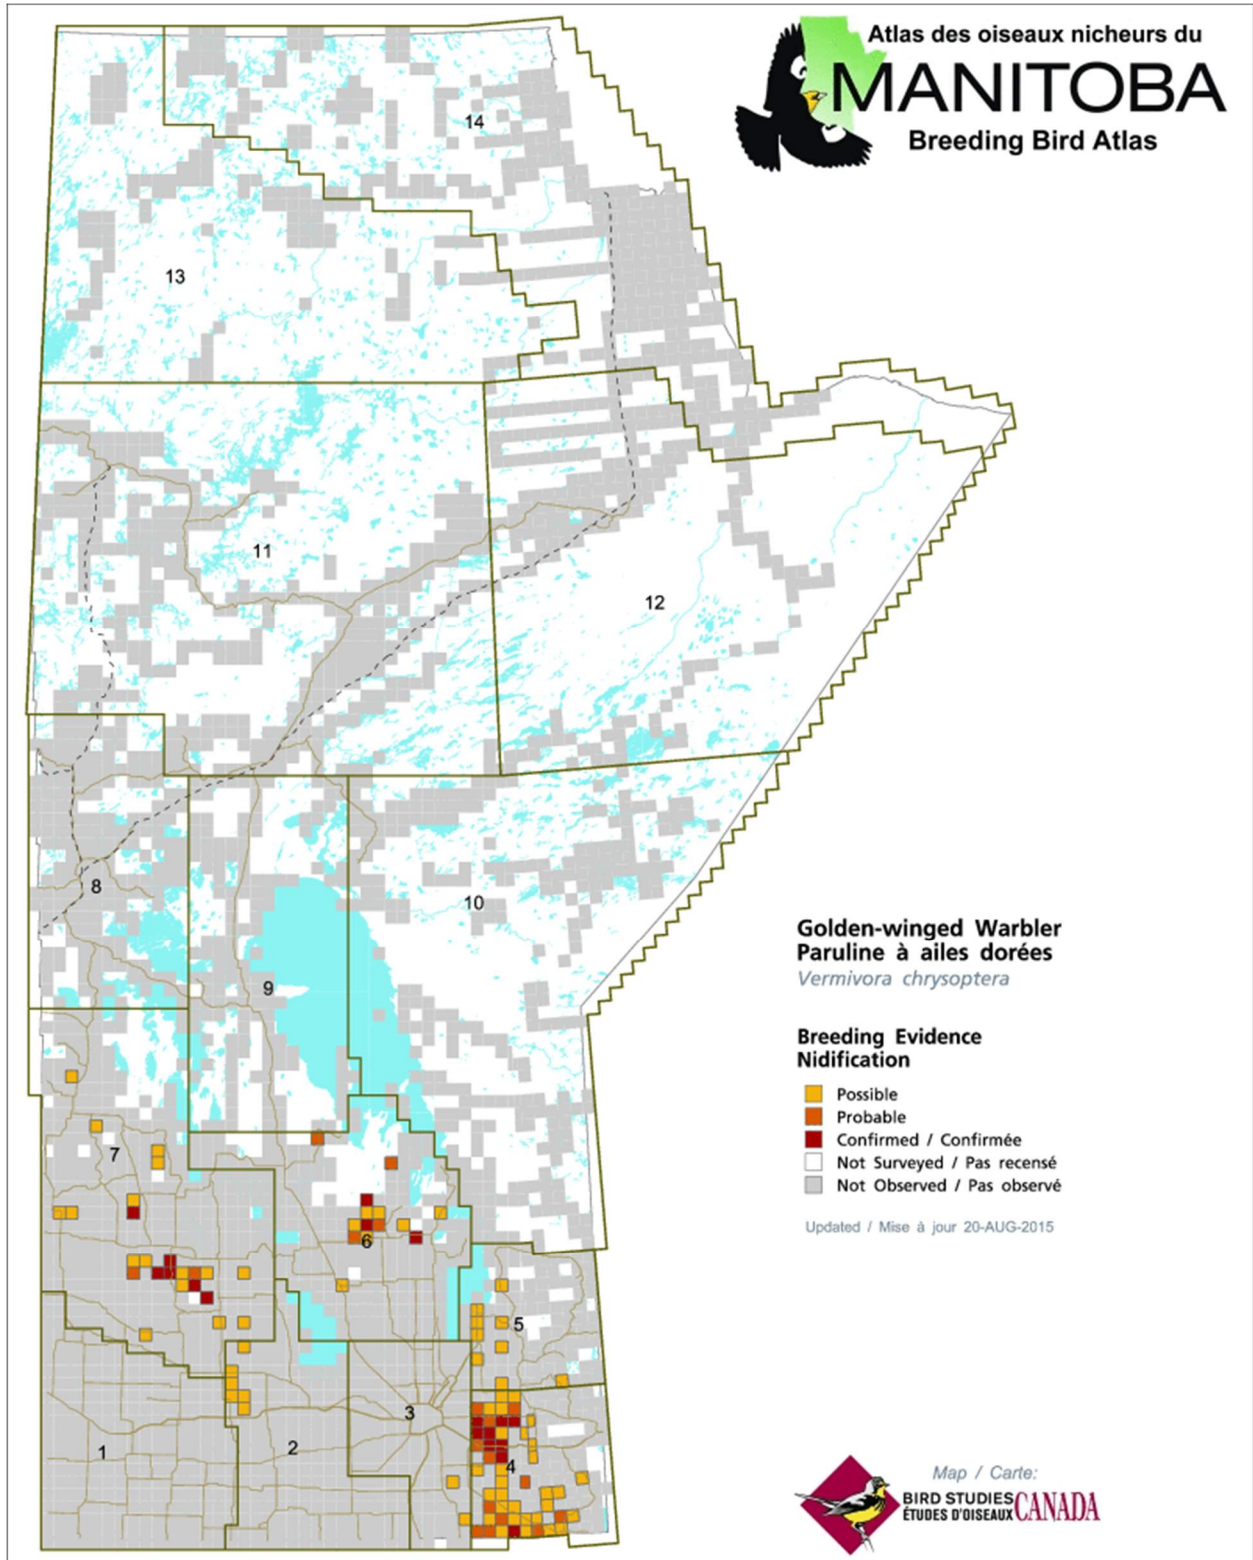 Atlas des oiseaux nicheurs du
MANITOBA
Breeding Bird Atlas
14
13
11
12
8
10
9
7
6
5
3
1
2
4
Golden-winged Warbler
Paruline à ailes dorées
Vermivora chrysoptera
Breeding Evidence
Nidification
Possible
Probable
Confirmed / Confirmée
Not Surveyed / Pas recensé
Not Observed / Pas observé
Updated / Mise à jour 20-AUG-2015
Map / Carte:
BIRD STUDIES
ÉTUDES D'OISEAUX CANADA